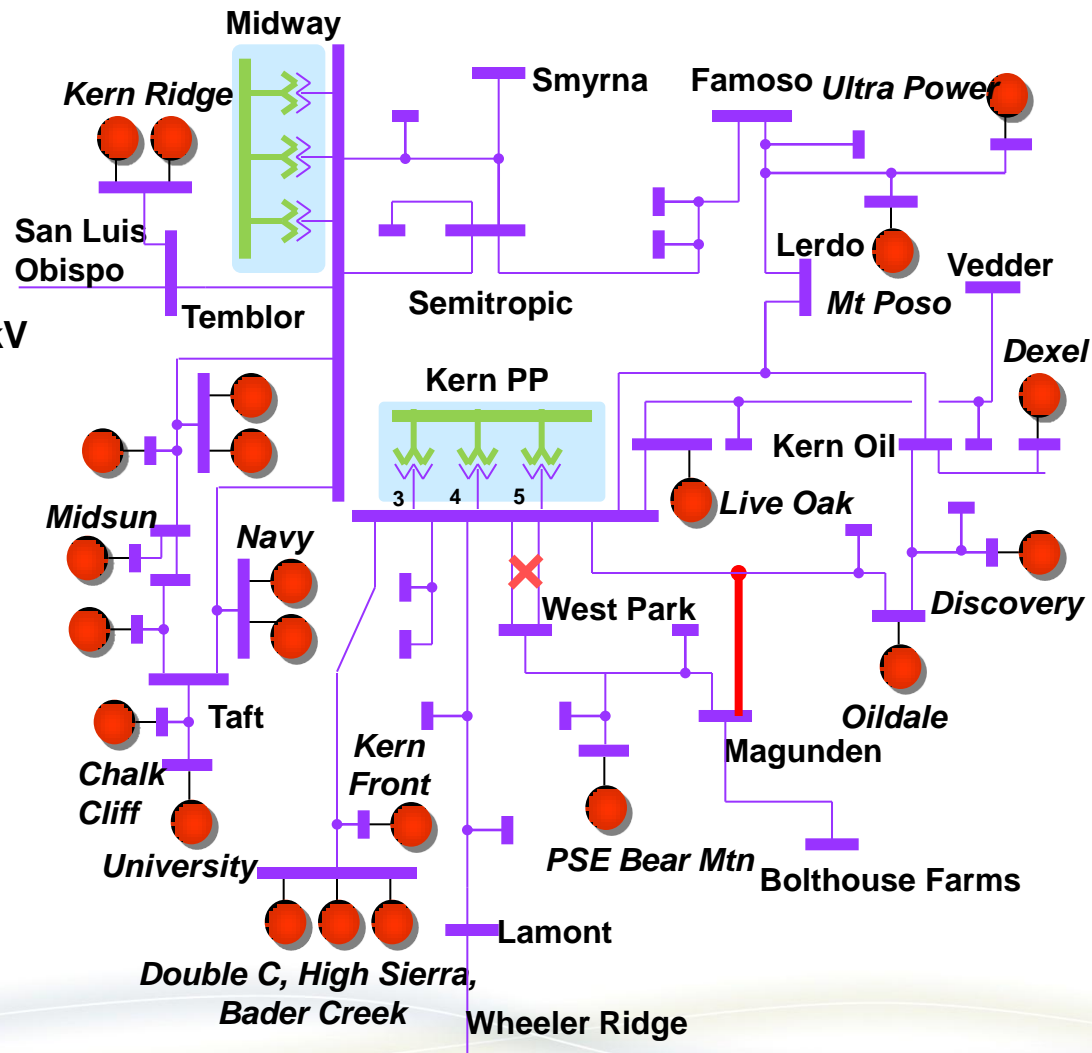 Midway
Kern Ridge
Smyrna
Famoso
Ultra Power
San Luis
Obispo
Lerdo
Vedder
Temblor
Semitropic
Mt Poso
kV
Dexel
Kern PP
Kern Oil
3
4
5
Live Oak
Midsun
Navy
West Park
Discovery
Taft
Oildale
Magunden
Kern
Front
Chalk
Cliff
University
PSE Bear Mtn
Bolthouse Farms
Lamont
Double C, High Sierra,
Bader Creek
Wheeler Ridge